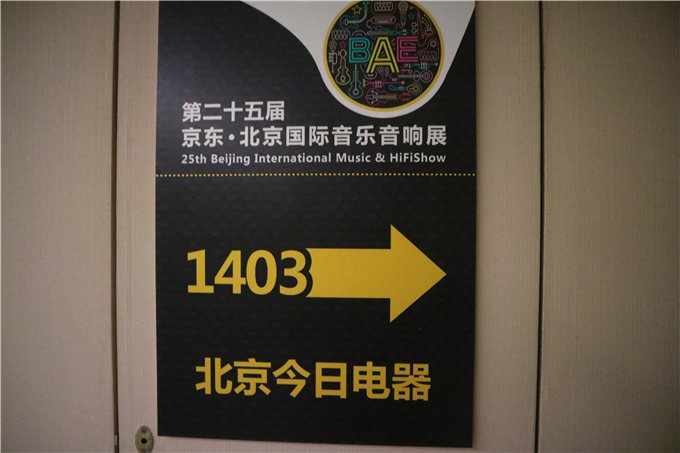 BAE
第二十五届
京东·北京国际音乐音响展
25th Beijing International Music & HiFiShow
1403
北京今日电器